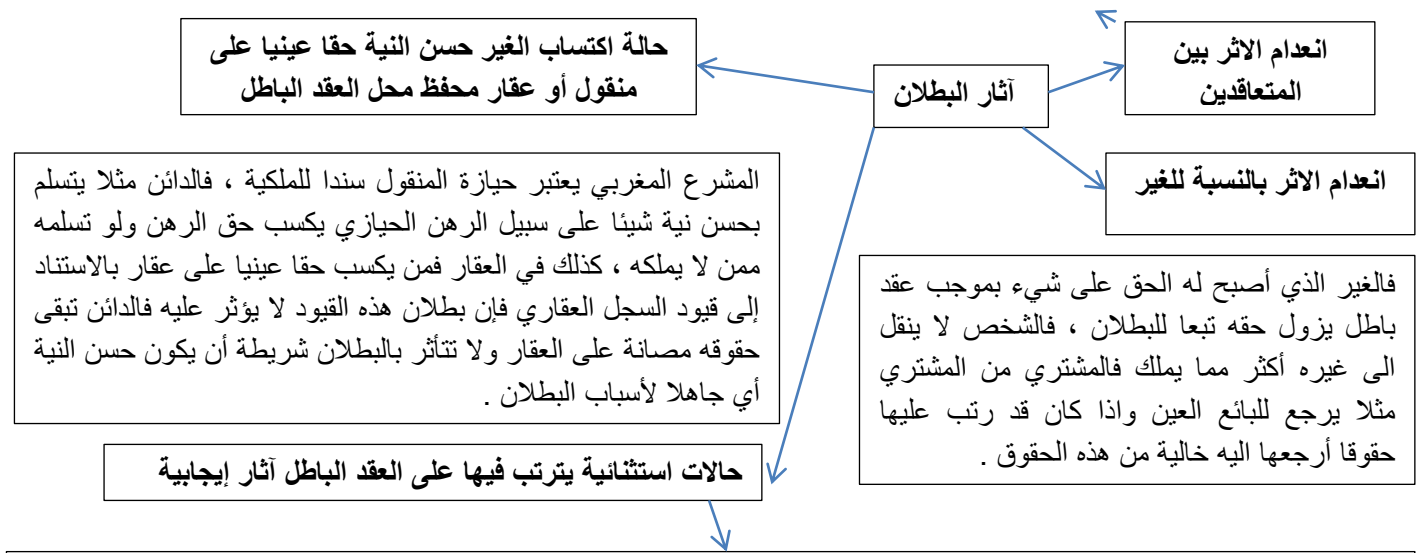 انعدام الاثر بين
المتعاقدين
آثار البطلان
حالة اكتساب الغير حسن النية حقا عينيا على
منقول أو عقار محفظ محل العقد الباطل
انعدام الاثر بالنسبة للغير
فالغير الذي أصبح له الحق على شيء بموجب عقد
باطل يزول حقه تبعا للبطلان ، فالشخص لا ينقل
الى غيره أكثر مما يملك فالمشتري من المشتري
مثلا يرجع للبائع العين واذا كان قد رتب عليها
حقوقا أرجعها اليه خالية من هذه الحقوق .
المشرع المغربي يعتبر حيازة المنقول سندا للملكية ، فالدائن مثلا يتسلم
بحسن نية شيئا على سبيل الرهن الحيازي يكسب حق الرهن ولو تسلمه
ممن لا يملكه ، كذلك في العقار فمن يكسب حقا عينيا على عقار بالاستناد
إلى قيود السجل العقاري فإن بطلان هذه القيود لا يؤثر عليه فالدائن تبقى
حقوقه مصانة على العقار ولا تتأثر بالبطلان شريطة أن يكون حسن النية
أي جاهلا لأسباب البطلان .
حالات استثنائية يترتب فيها على العقد الباطل آثار إيجابية